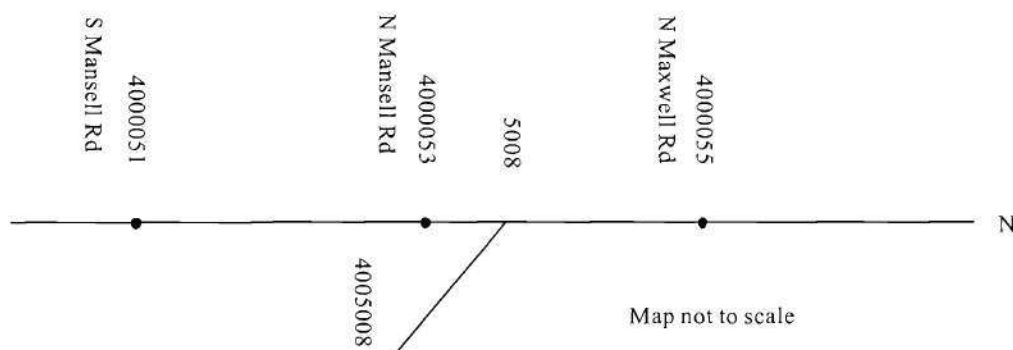 S Mansell Rd
4000051
N Mansell Rd
4000053
5008
N Maxwell Rd
4000055
N
4005008
Map not to scale